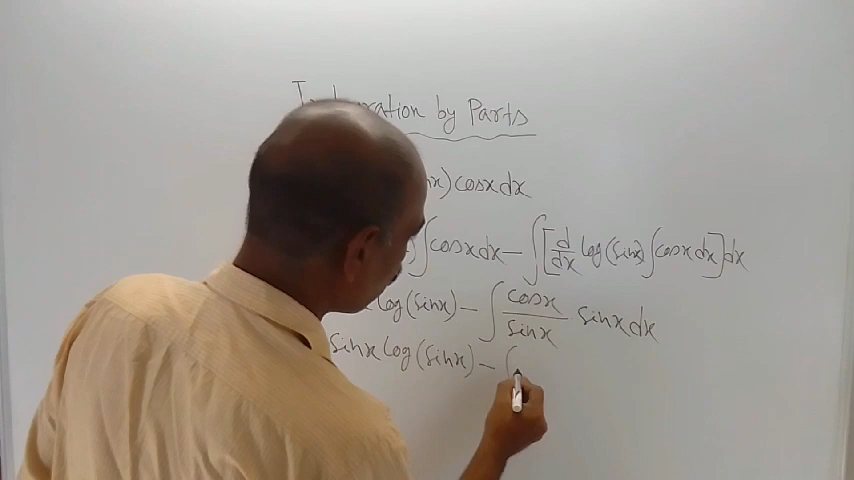 by Parts
cosx dx
∫cosx dx − ∫[d/dx log(sinx) ∫cosx dx] dx
log(sinx) − ∫ cosx/sinx sinx dx
sinx log(sinx) − ∫